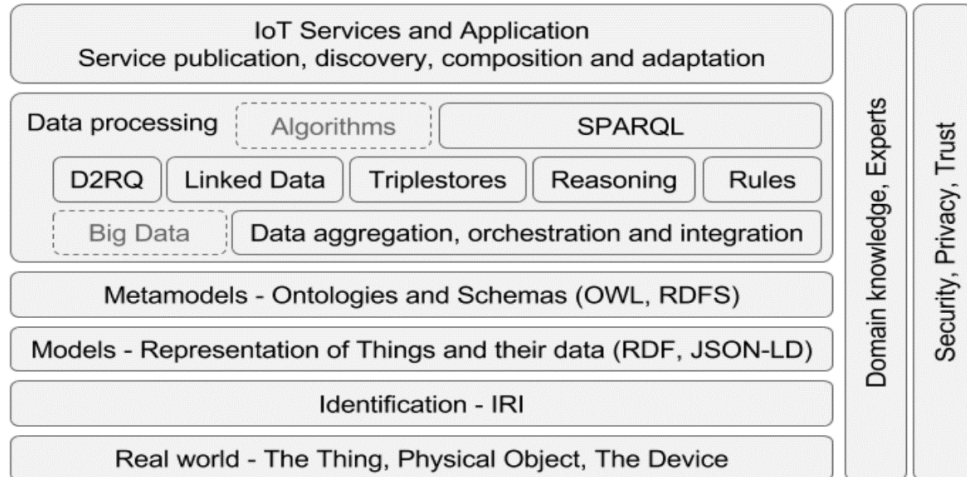 IoT Services and Application
Service publication, discovery, composition and adaptation
Data processing
Algorithms
SPARQL
D2RQ
Linked Data
Triplestores
Reasoning
Rules
Big Data
Data aggregation, orchestration and integration
Metamodels - Ontologies and Schemas (OWL, RDFS)
Models - Representation of Things and their data (RDF, JSON-LD)
Identification - IRI
Real world - The Thing, Physical Object, The Device
Domain knowledge, Experts
Security, Privacy, Trust